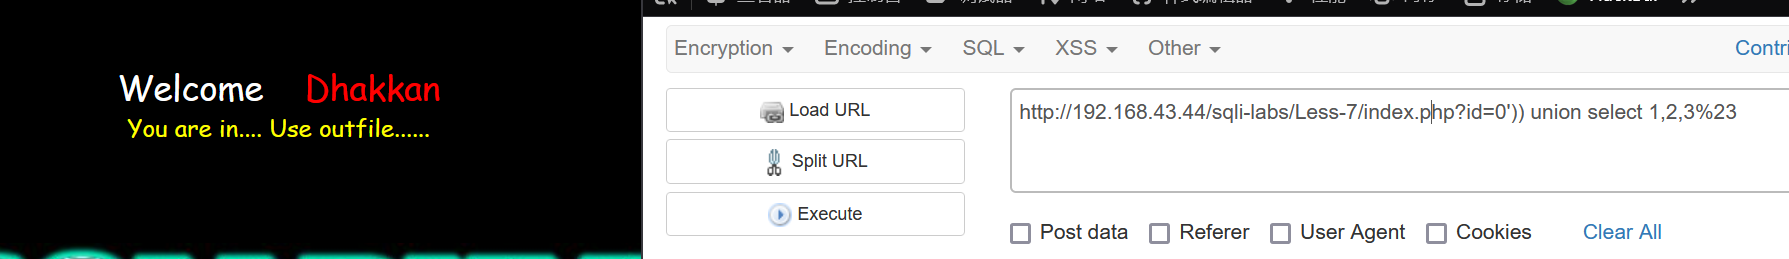 Welcome Dhakkan
You are in.... Use outfile......
Encryption Encoding SQL XSS Other Contri
Load URL
Split URL
Execute
http://192.168.43.44/sqli-labs/Less-7/index.php?id=0')) union select 1,2,3%23
Post data Referer User Agent Cookies Clear All